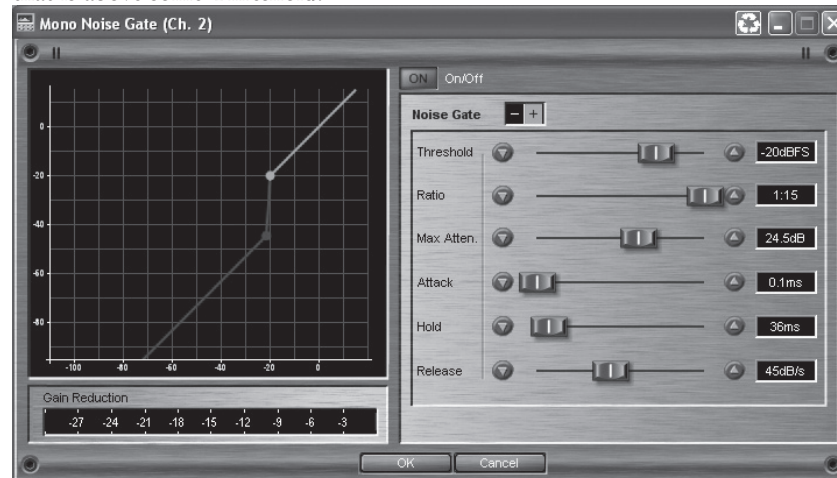 Mono Noise Gate (Ch. 2)
ON On/Off
Noise Gate - +
Threshold -20dBFS
Ratio 1:15
Max Atten. 24.5dB
Attack 0.1ms
Hold 36ms
Release 45dB/s
0
-20
-40
-60
-80
-100 -80 -60 -40 -20 0
Gain Reduction
-27 -24 -21 -18 -15 -12 -9 -6 -3
OK Cancel